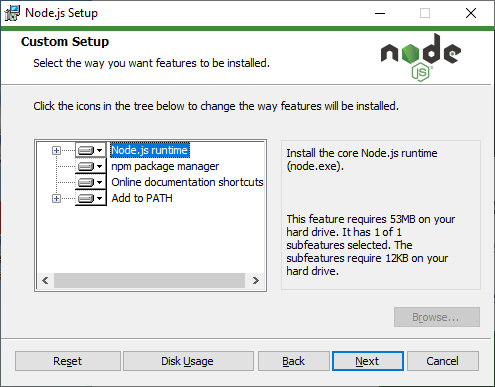 Node.js Setup
Custom Setup
Select the way you want features to be installed.
node
JS
Click the icons in the tree below to change the way features will be installed.
Node.js runtime
npm package manager
Online documentation shortcuts
Add to PATH
Install the core Node.js runtime
(node.exe).
This feature requires 53MB on your
hard drive. It has 1 of 1
subfeatures selected. The
subfeatures require 12KB on your
hard drive.
Browse...
Reset
Disk Usage
Back
Next
Cancel